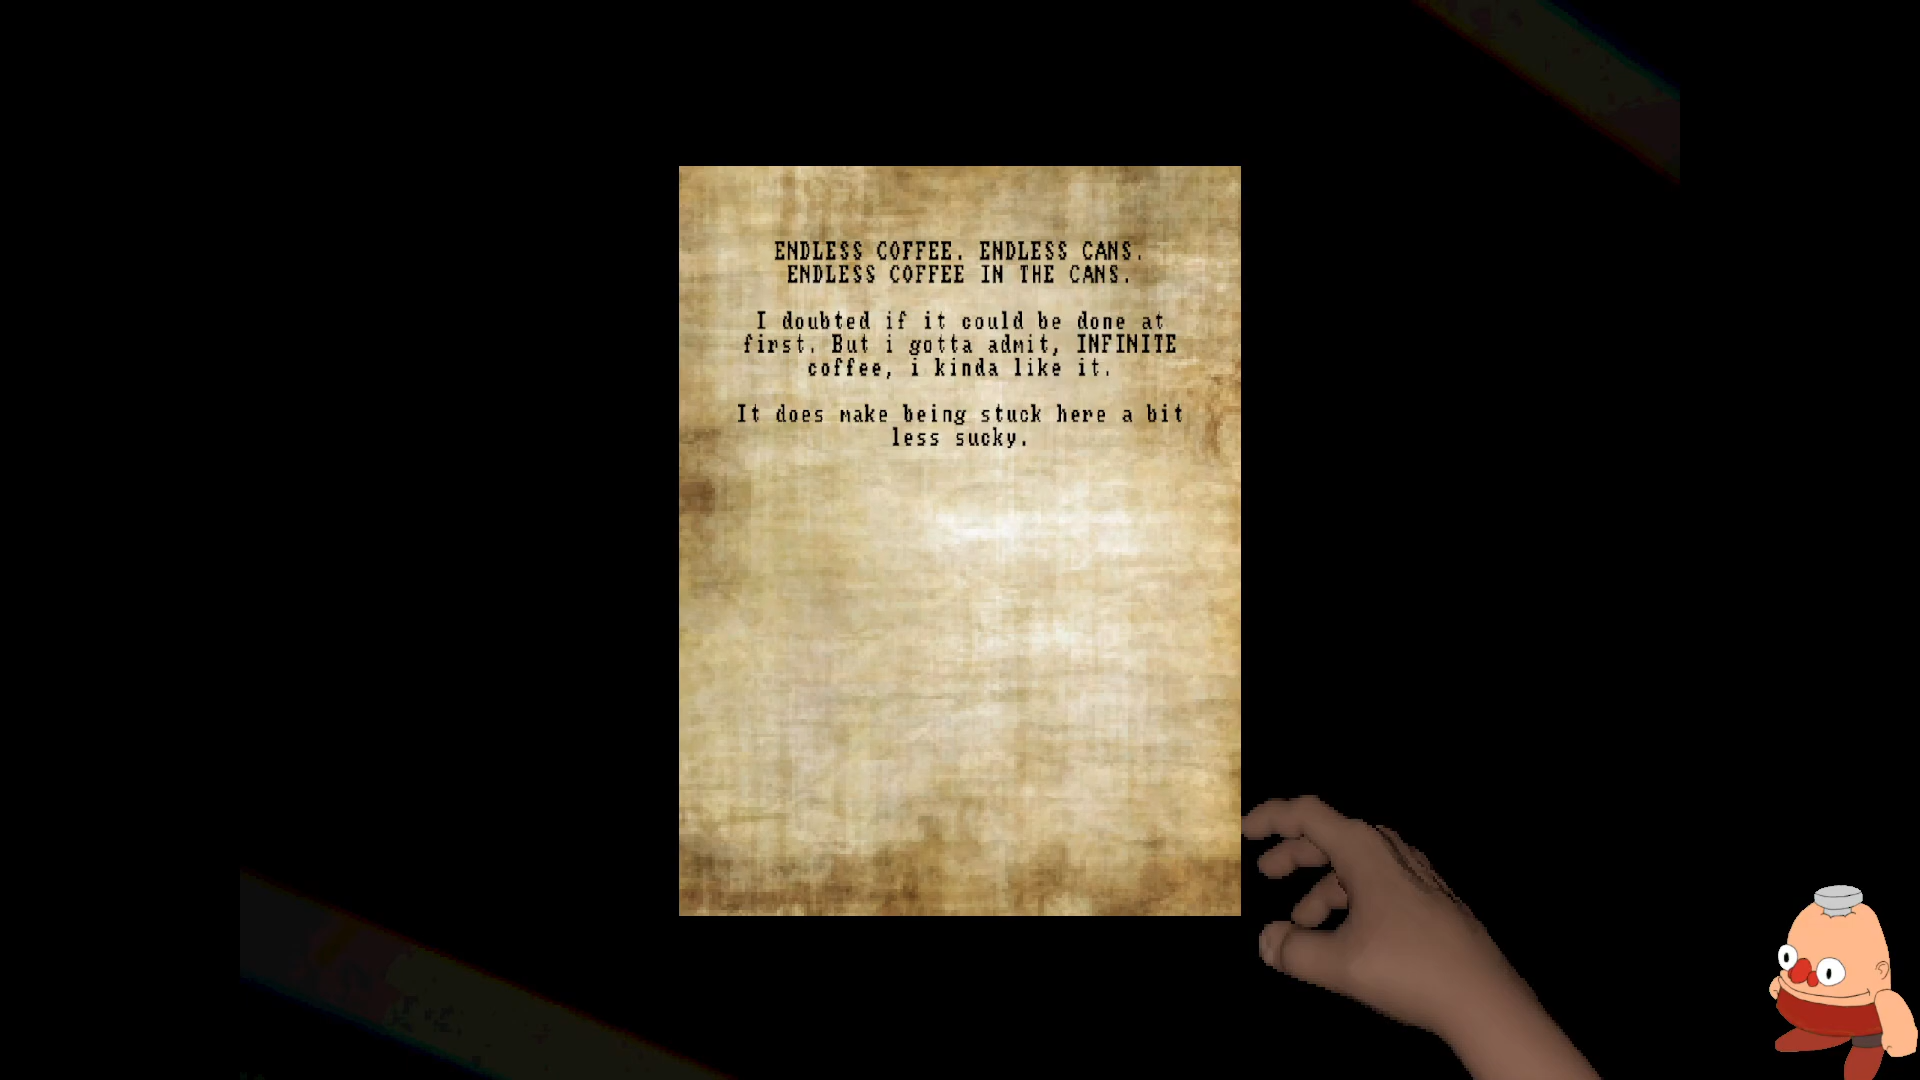 ENDLESS COFFEE. ENDLESS CANS.
ENDLESS COFFEE IN THE CANS.
I doubted if it could be done at
first. But i gotta admit, INFINITE
coffee, i kinda like it.
It does make being stuck here a bit
less sucky.